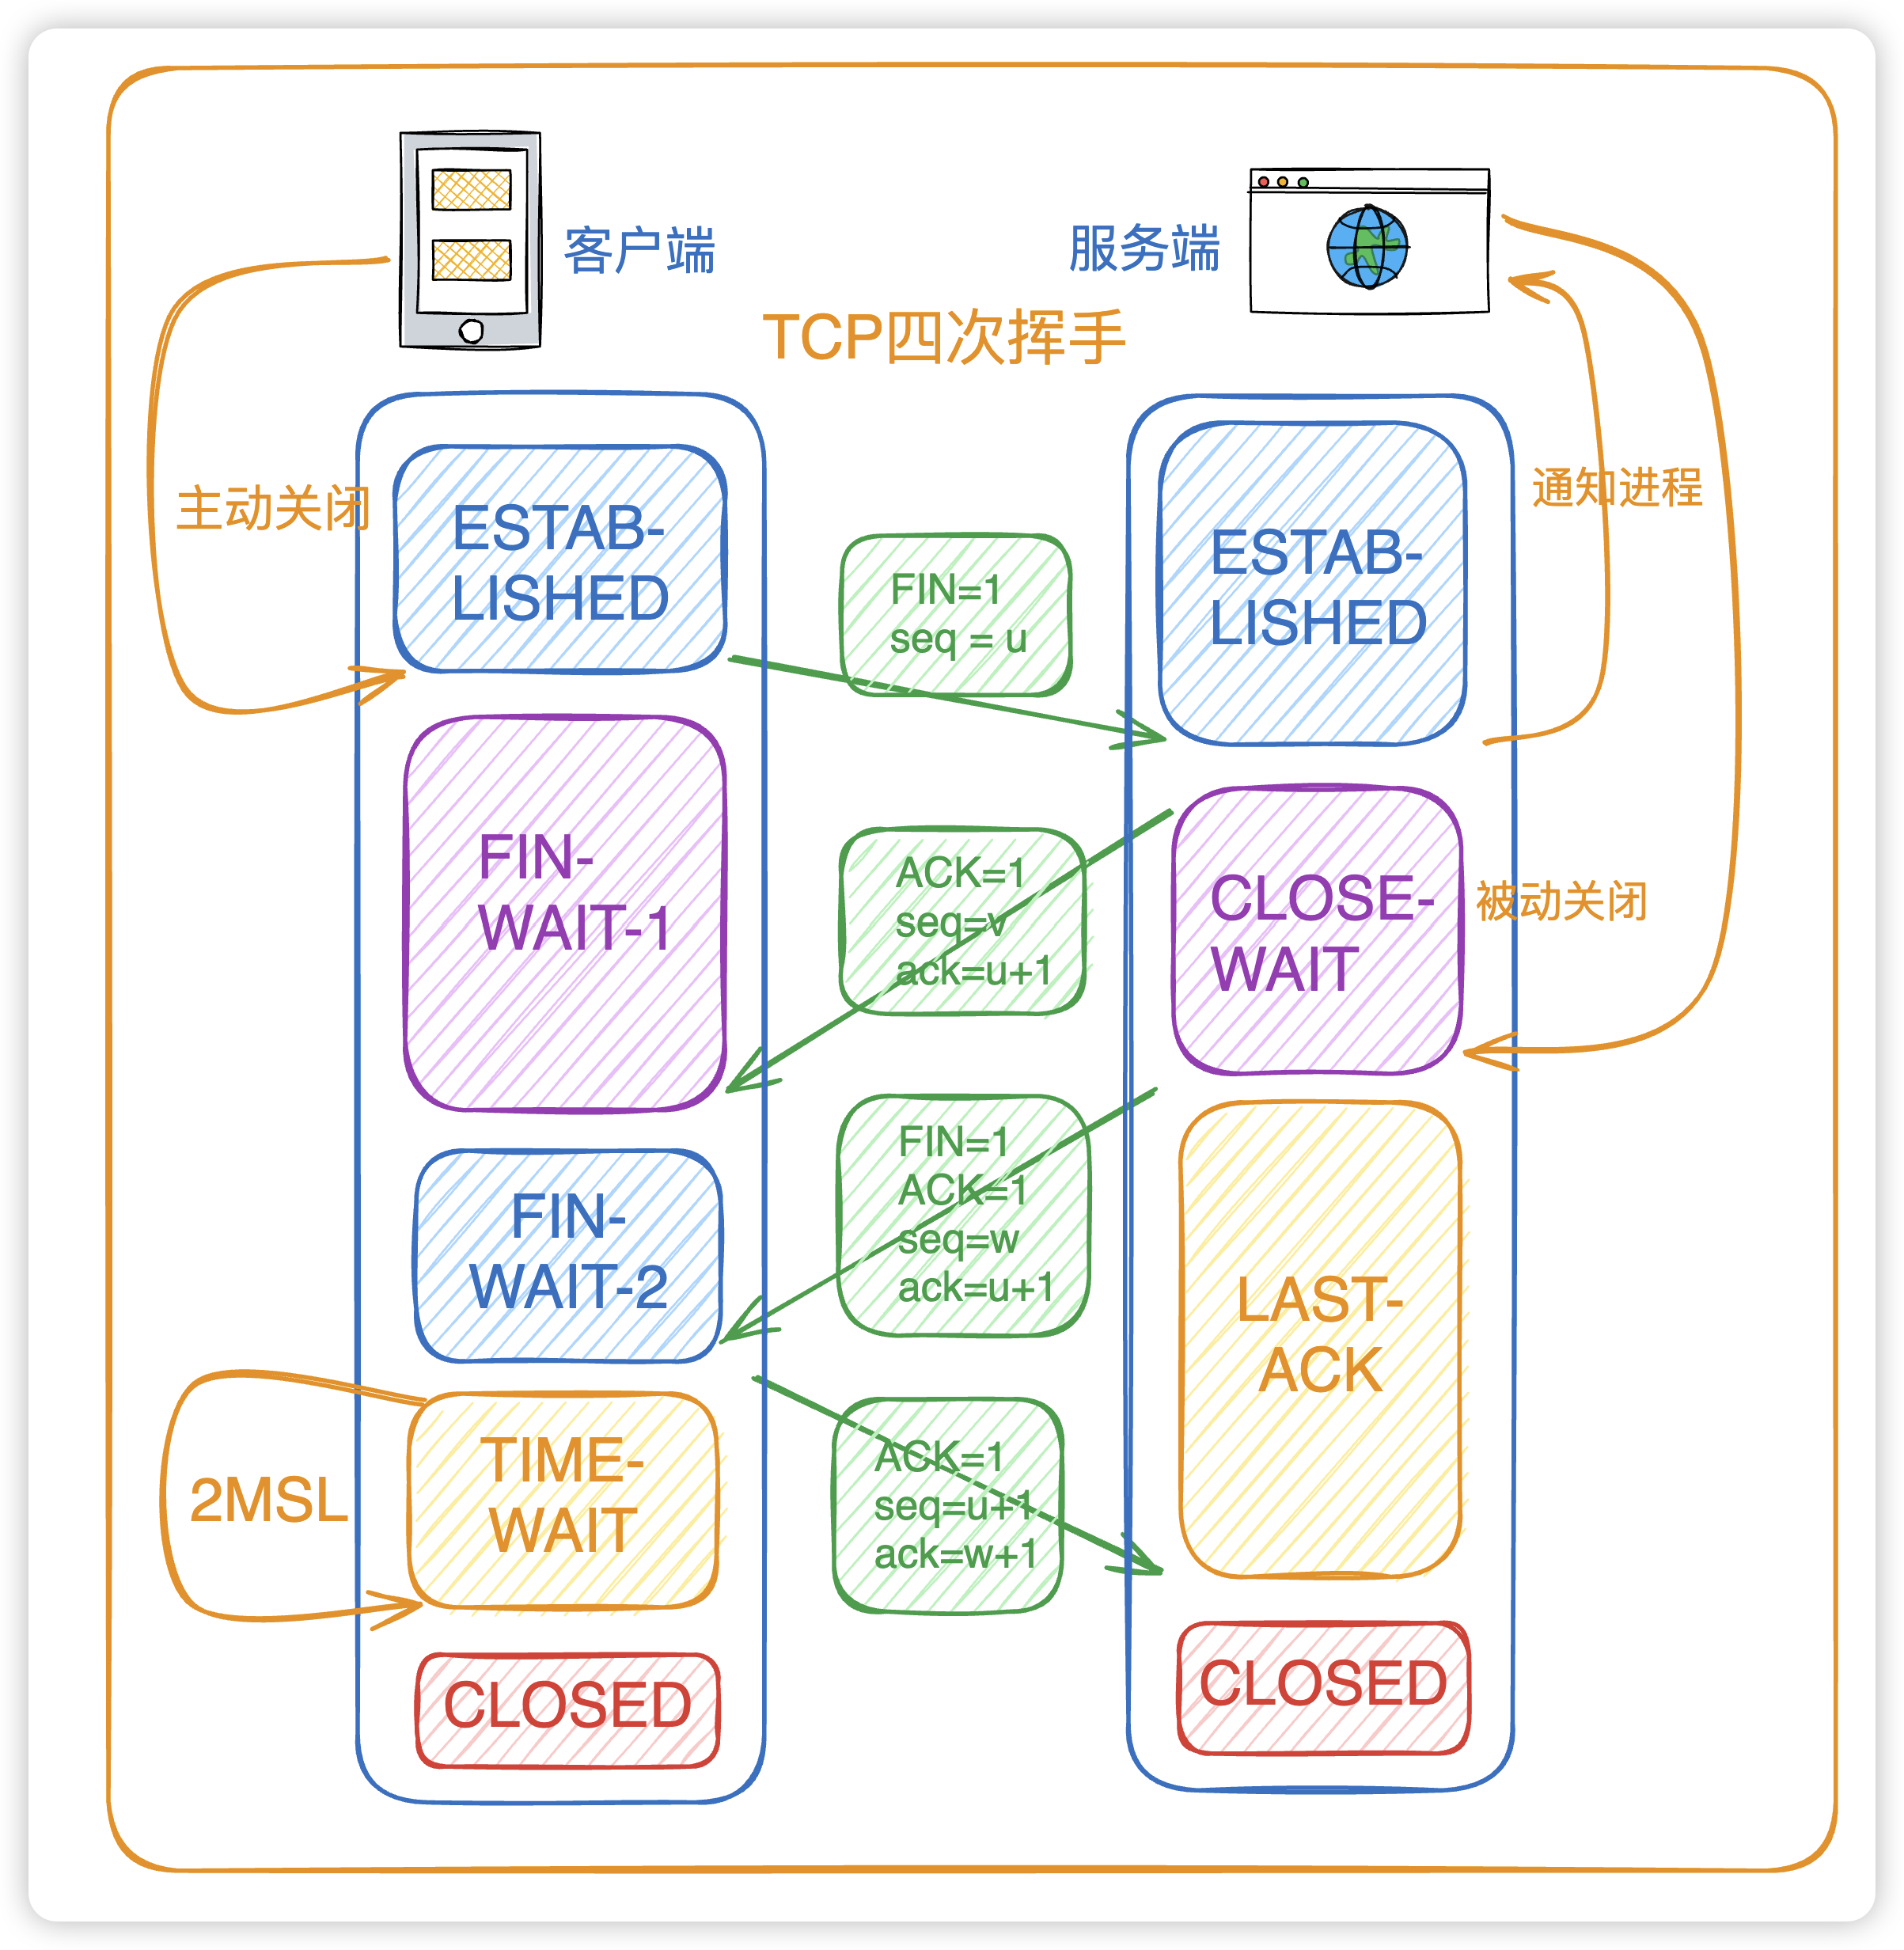 客户端
服务端
TCP四次挥手
主动关闭
ESTAB-
LISHED
FIN=1
seq = u
ESTAB-
LISHED
通知进程
FIN-
WAIT-1
ACK=1
seq=v
ack=u+1
CLOSE-
WAIT
被动关闭
FIN-
WAIT-2
FIN=1
ACK=1
seq=w
ack=u+1
LAST-
ACK
2MSL
TIME-
WAIT
ACK=1
seq=u+1
ack=w+1
CLOSED
CLOSED